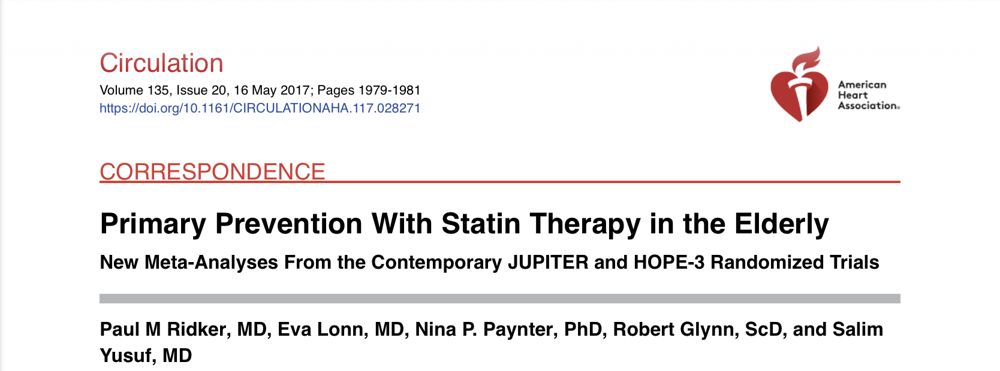 Circulation
Volume 135, Issue 20, 16 May 2017; Pages 1979-1981
https://doi.org/10.1161/CIRCULATIONAHA.117.028271
American
Heart
Association®
CORRESPONDENCE
Primary Prevention With Statin Therapy in the Elderly
New Meta-Analyses From the Contemporary JUPITER and HOPE-3 Randomized Trials
Paul M Ridker, MD, Eva Lonn, MD, Nina P. Paynter, PhD, Robert Glynn, ScD, and Salim
Yusuf, MD